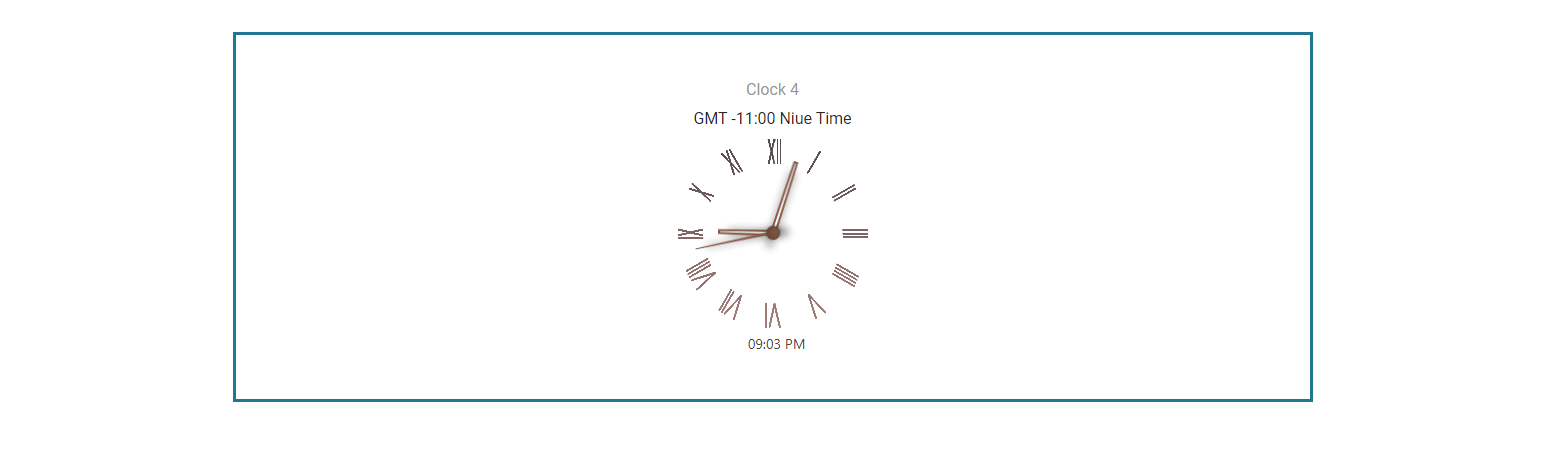 Clock 4
GMT -11:00 Niue Time
XII
I
II
III
IIII
V
VI
VII
VIII
IX
X
XI
09:03 PM